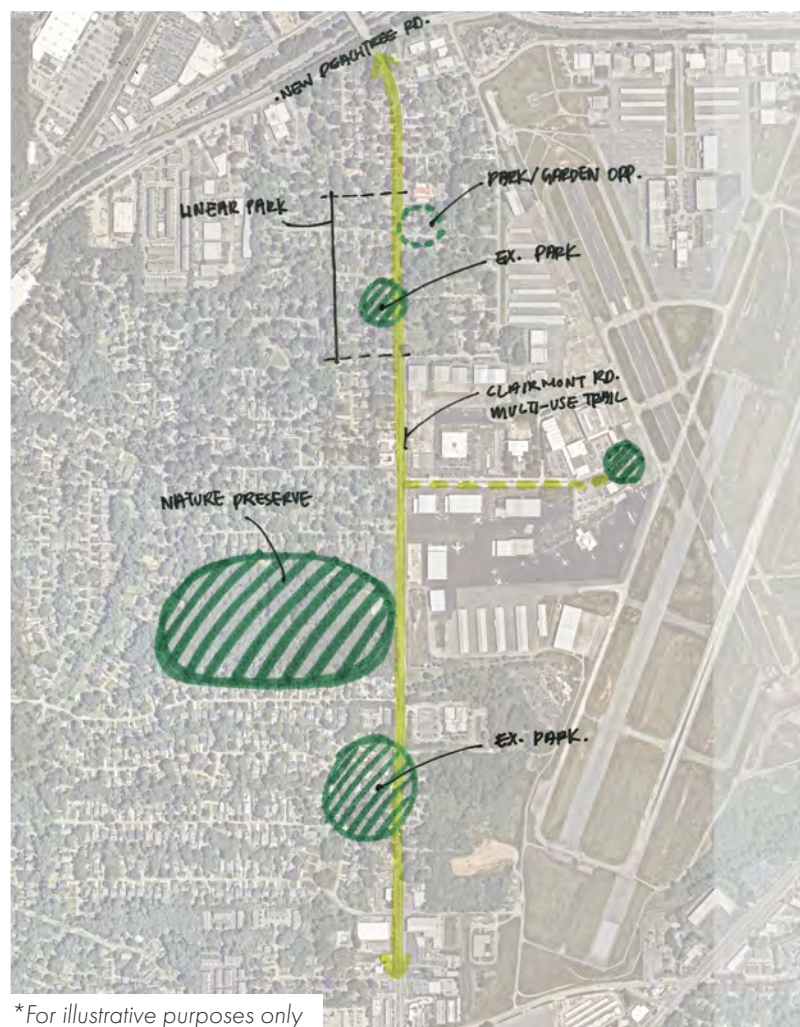 NEW PEACHTREE RD.
PARK/GARDEN OPP.
LINEAR PARK
EX. PARK
CLAIRMONT RD.
MULTI-USE TRAIL
NATURE PRESERVE
EX. PARK.
*For illustrative purposes only